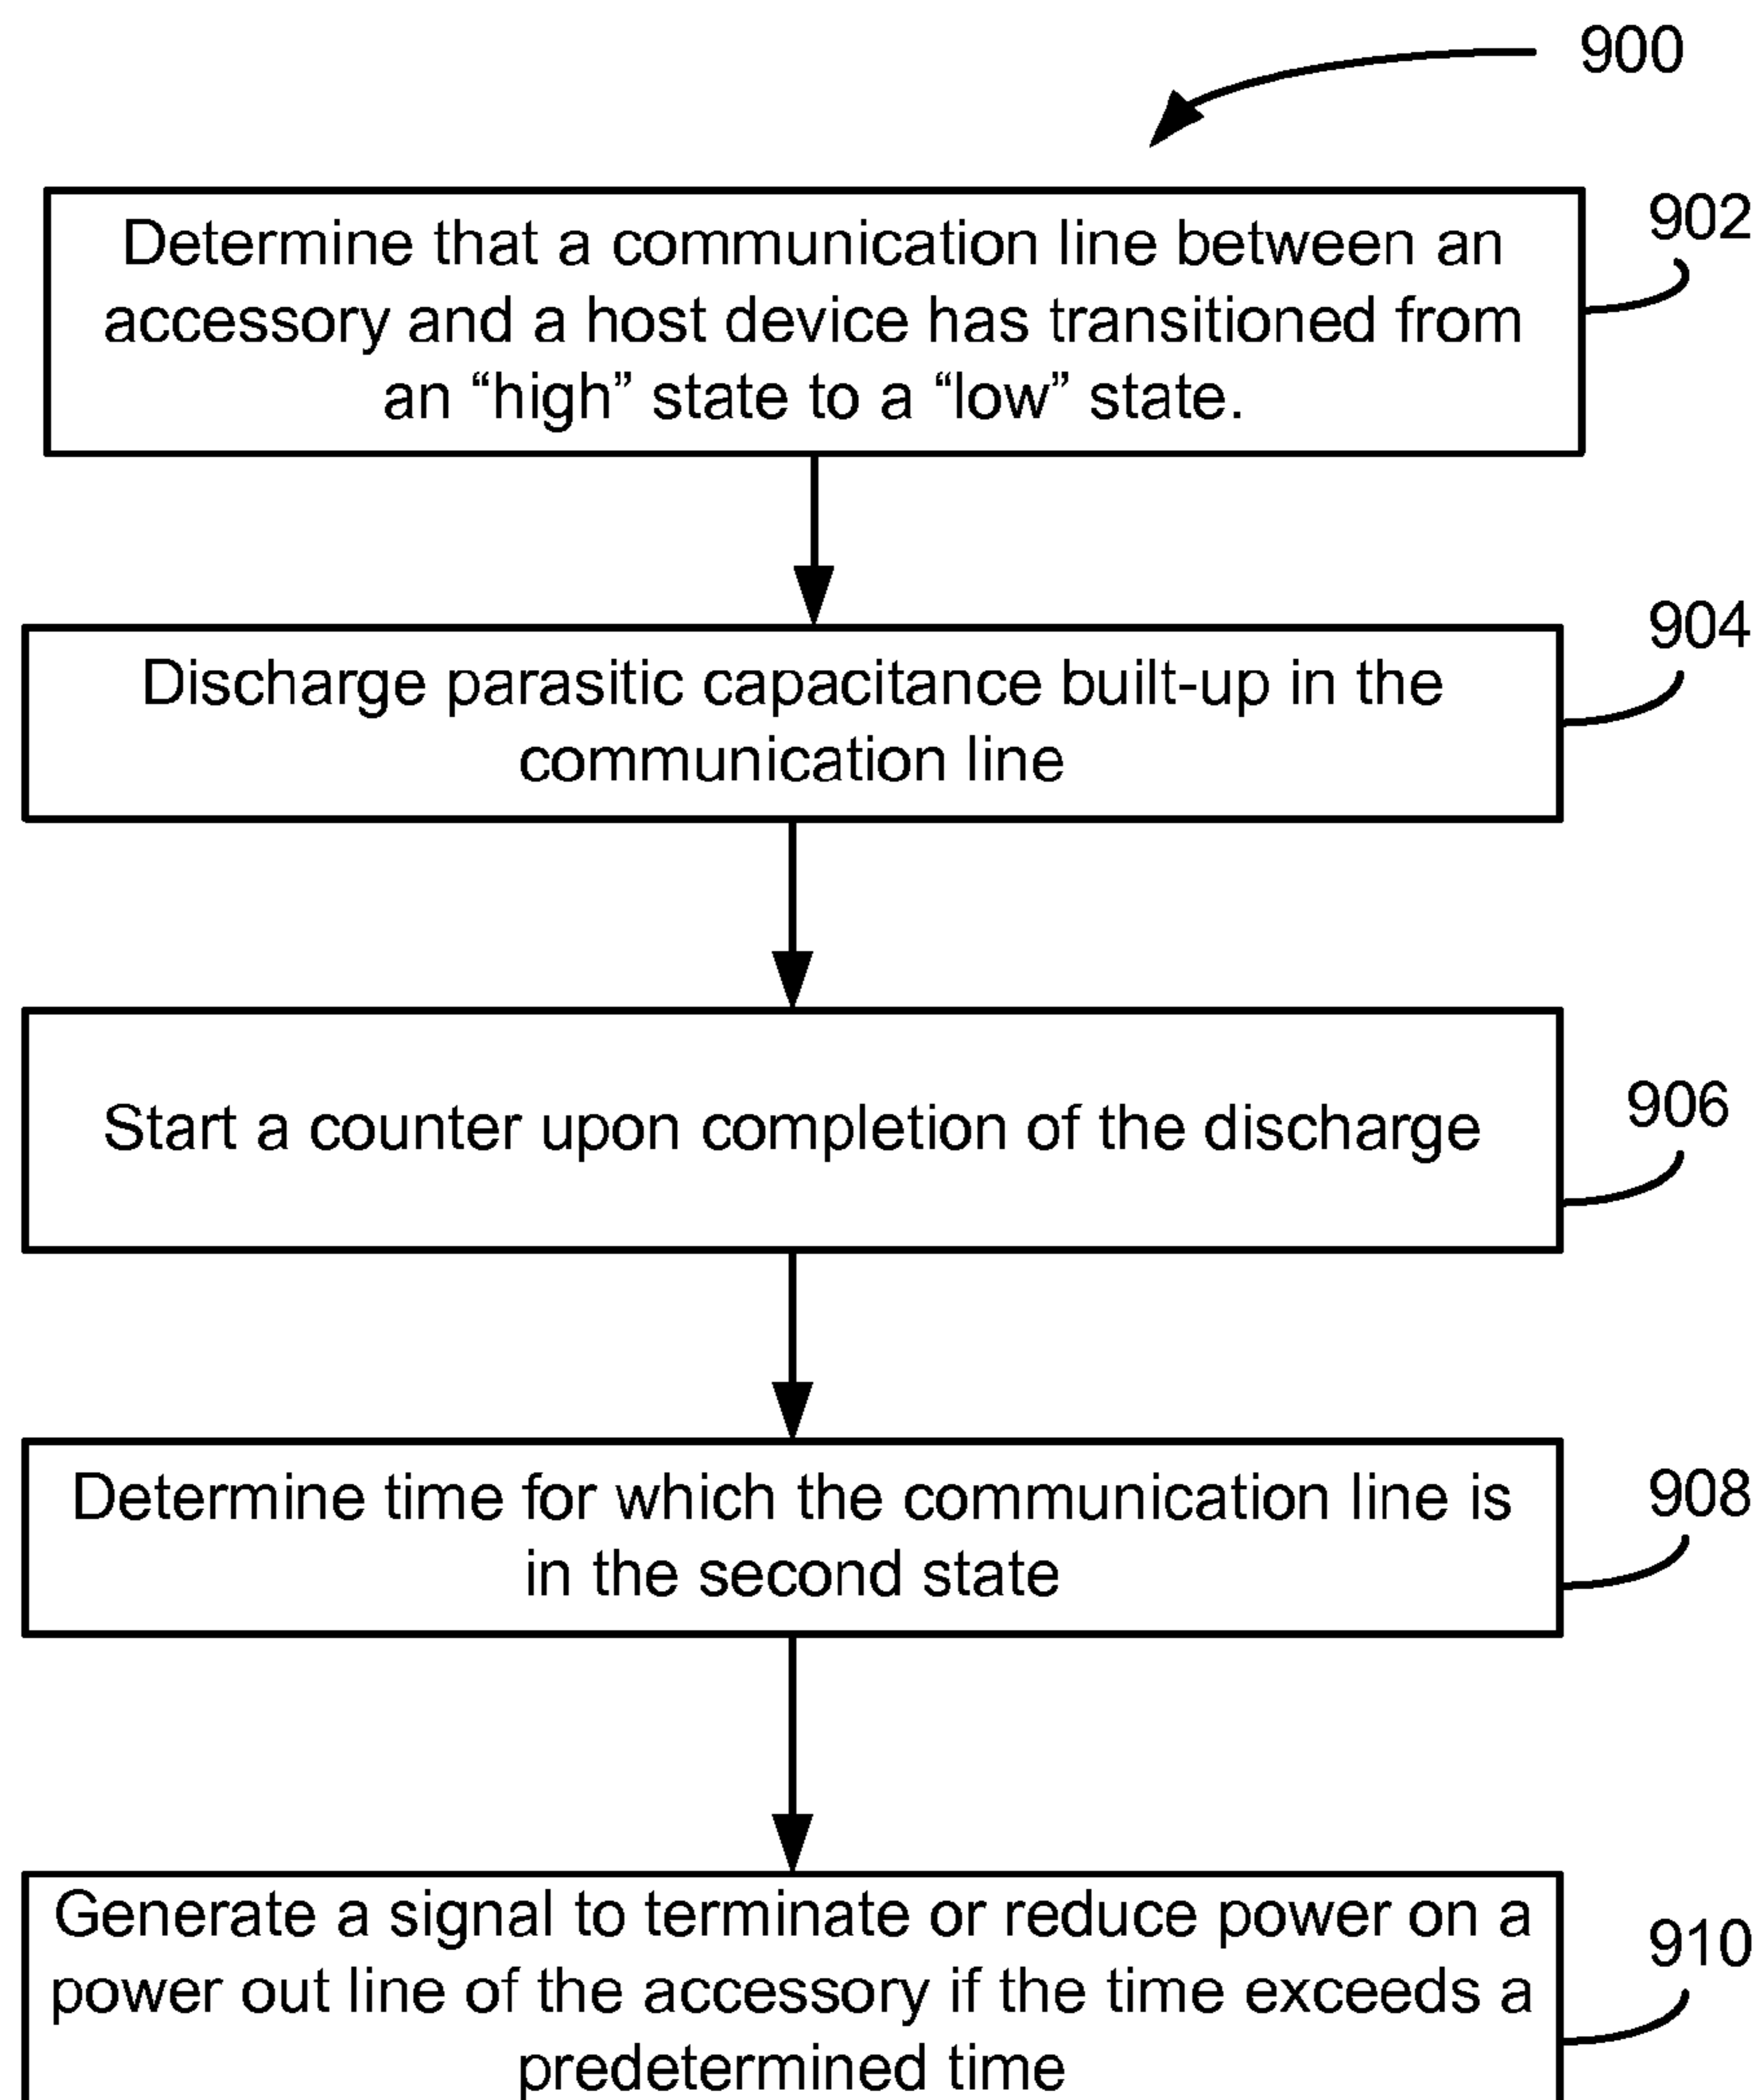 900
Determine that a communication line between an
accessory and a host device has transitioned from
an “high” state to a “low” state.
902
Discharge parasitic capacitance built-up in the
communication line
904
Start a counter upon completion of the discharge
906
Determine time for which the communication line is
in the second state
908
Generate a signal to terminate or reduce power on a
power out line of the accessory if the time exceeds a
predetermined time
910